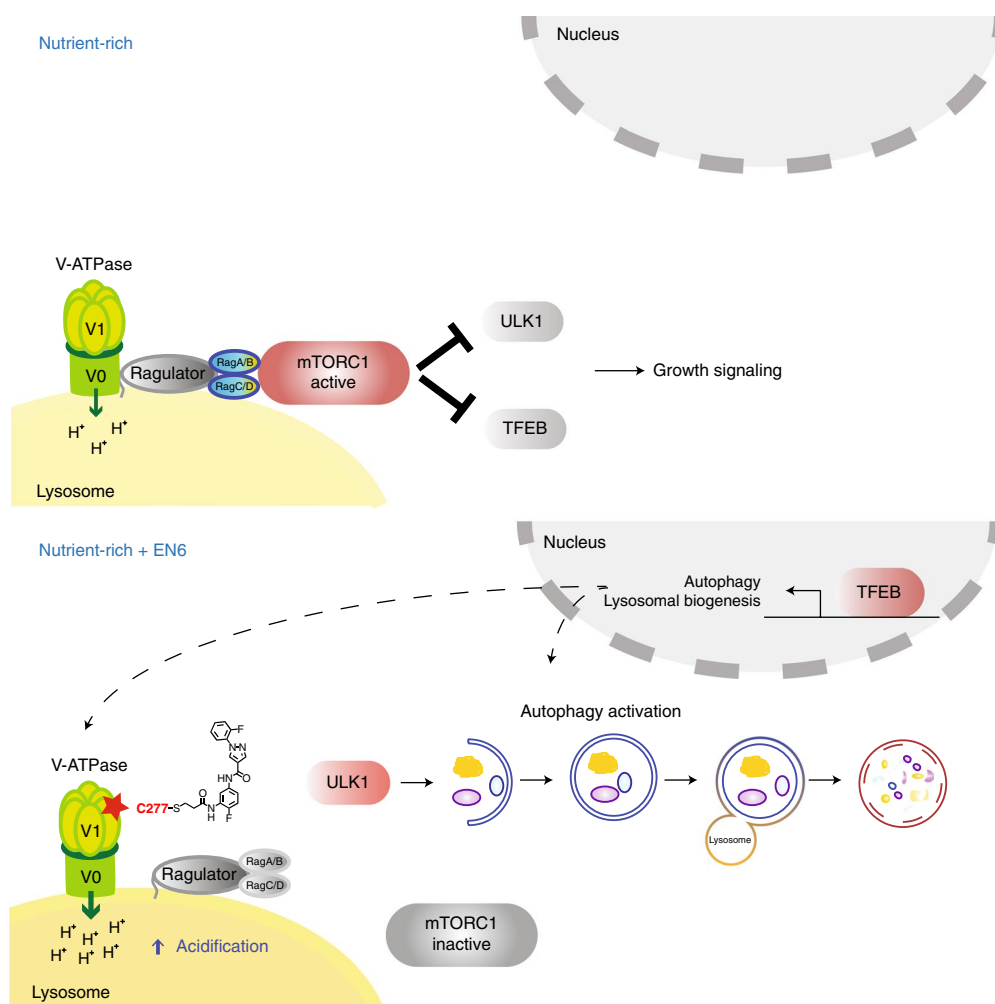 Nutrient-rich
Nucleus
V-ATPase
V1
V0
Ragulator
RagA/B
RagC/D
mTORC1
active
ULK1
TFEB
Growth signaling
H+
H+
H+
Lysosome
Nutrient-rich + EN6
Nucleus
Autophagy
Lysosomal biogenesis
TFEB
Autophagy activation
V-ATPase
V1
V0
C277
S
O
N
H
F
HN
O
N
N
F
ULK1
Lysosome
Ragulator
RagA/B
RagC/D
mTORC1
inactive
H+
H+
H+
H+
H+
H+
Acidification
Lysosome